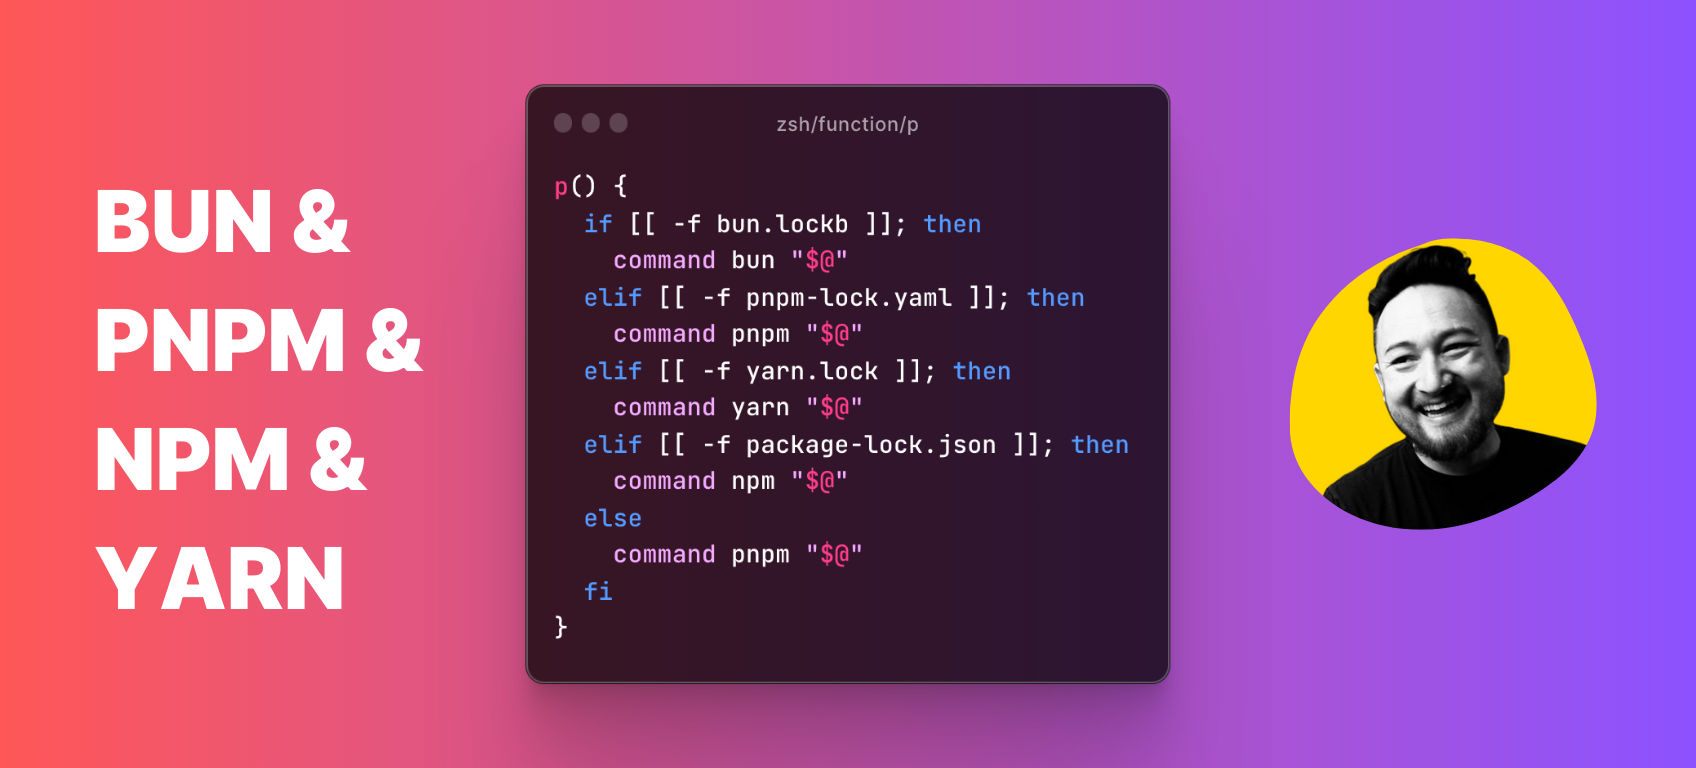 BUN &
PNPM &
NPM &
YARN
zsh/function/p
p() {
  if [[ -f bun.lockb ]]; then
    command bun "$@"
  elif [[ -f pnpm-lock.yaml ]]; then
    command pnpm "$@"
  elif [[ -f yarn.lock ]]; then
    command yarn "$@"
  elif [[ -f package-lock.json ]]; then
    command npm "$@"
  else
    command pnpm "$@"
  fi
}